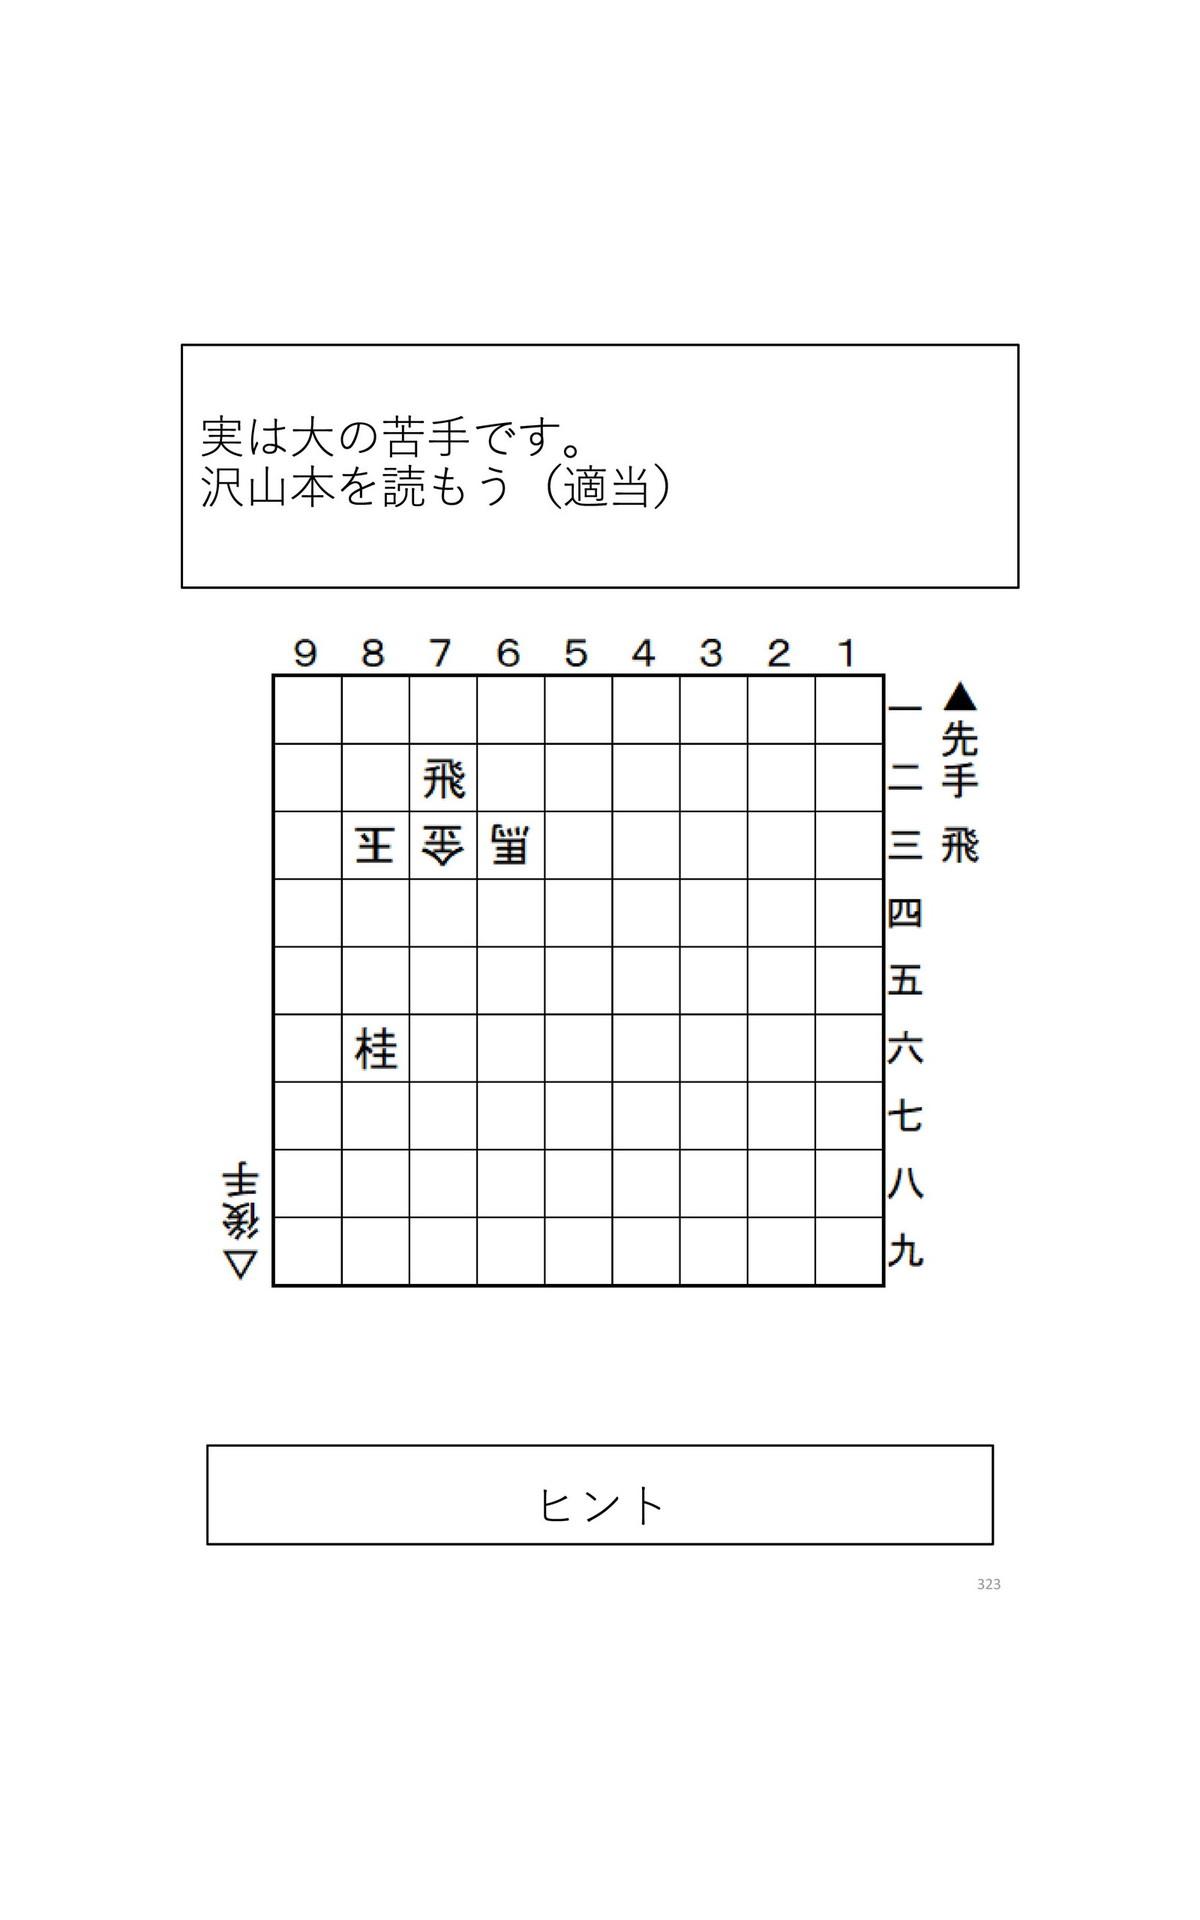 実は大の苦手です。
沢山本を読もう（適当）
9 8 7 6 5 4 3 2 1
▲先手 飛
一
二
三
四
五
六
七
八
九
飛
王 金 馬
桂
△後手
ヒント
323